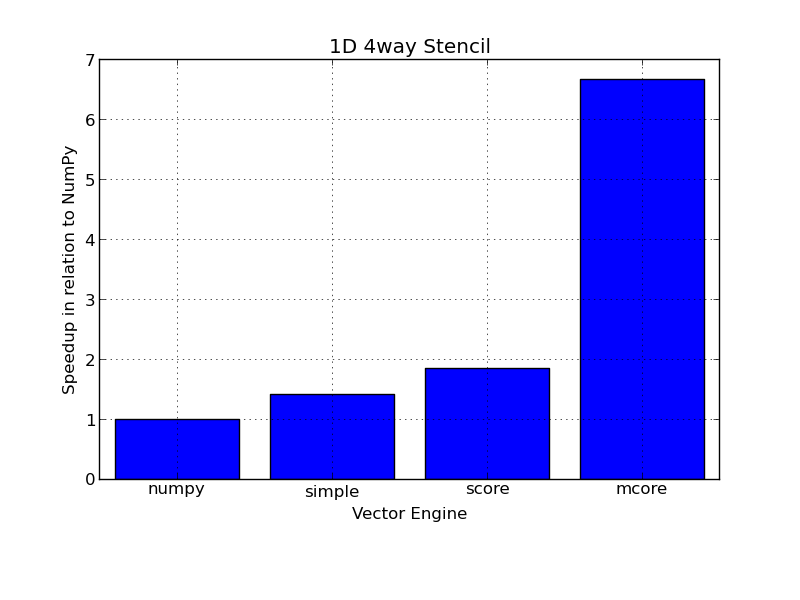 1D 4way Stencil
Speedup in relation to NumPy
7
6
5
4
3
2
1
0
numpy simple score mcore
Vector Engine